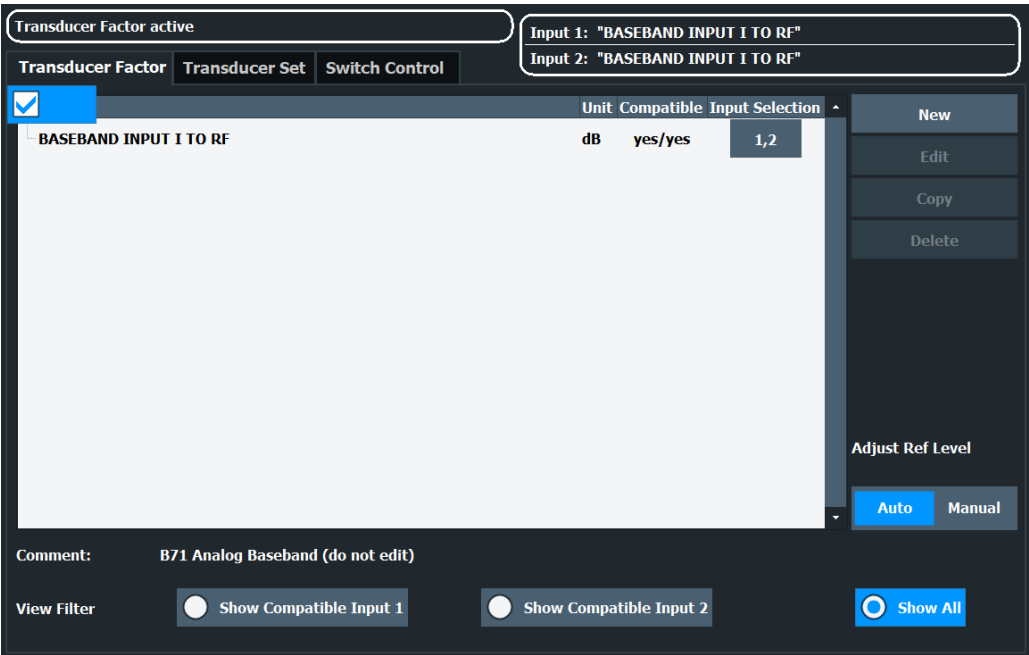 Transducer Factor active
Input 1: "BASEBAND INPUT I TO RF"
Input 2: "BASEBAND INPUT I TO RF"
Transducer Factor Transducer Set Switch Control
Unit Compatible Input Selection
BASEBAND INPUT I TO RF dB yes/yes 1,2
New
Edit
Copy
Delete
Adjust Ref Level
Auto Manual
Comment: B71 Analog Baseband (do not edit)
View Filter Show Compatible Input 1 Show Compatible Input 2 Show All